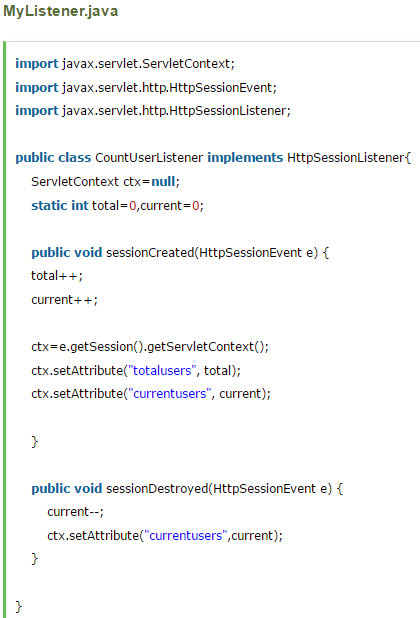 MyListener.java
import javax.servlet.ServletContext;
import javax.servlet.http.HttpSessionEvent;
import javax.servlet.http.HttpSessionListener;
public class CountUserListener implements HttpSessionListener{
ServletContext ctx=null;
static int total=0,current=0;
public void sessionCreated(HttpSessionEvent e) {
total++;
current++;
ctx=e.getSession().getServletContext();
ctx.setAttribute("totalusers", total);
ctx.setAttribute("currentusers", current);
}
public void sessionDestroyed(HttpSessionEvent e) {
current--;
ctx.setAttribute("currentusers",current);
}
}